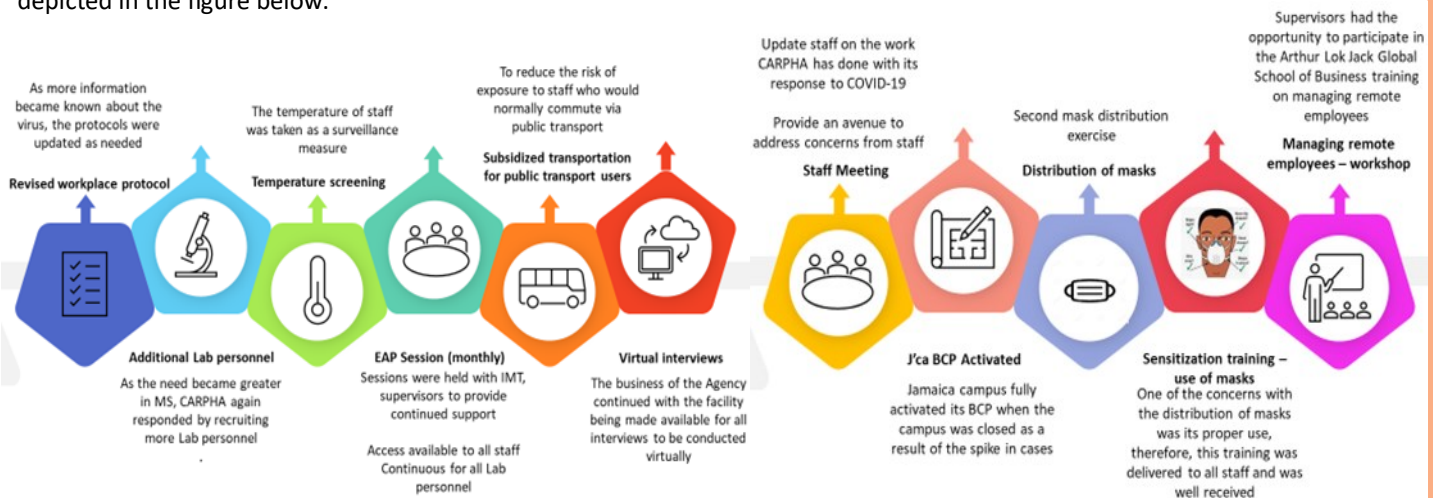 depicted in the figure below.
As more information
became known about the
virus, the protocols were
updated as needed
Revised workplace protocol
Additional Lab personnel
As the need became greater
in MS, CARPHA again
responded by recruiting
more Lab personnel
.
The temperature of staff
was taken as a surveillance
measure
Temperature screening
EAP Session (monthly)
Sessions were held with IMT,
supervisors to provide
continued support
Access available to all staff
Continuous for all Lab
personnel
To reduce the risk of
exposure to staff who would
normally commute via
public transport
Subsidized transportation
for public transport users
Virtual interviews
The business of the Agency
continued with the facility
being made available for all
interviews to be conducted
virtually
Update staff on the work
CARPHA has done with its
response to COVID-19
Provide an avenue to
address concerns from staff
Staff Meeting
J'ca BCP Activated
Jamaica campus fully
activated its BCP when the
campus was closed as a
result of the spike in cases
Second mask distribution
exercise
Distribution of masks
Sensitization training –
use of masks
One of the concerns with
the distribution of masks
was its proper use,
therefore, this training was
delivered to all staff and was
well received
Supervisors had the
opportunity to participate in
the Arthur Lok Jack Global
School of Business training
on managing remote
employees
Managing remote
employees – workshop